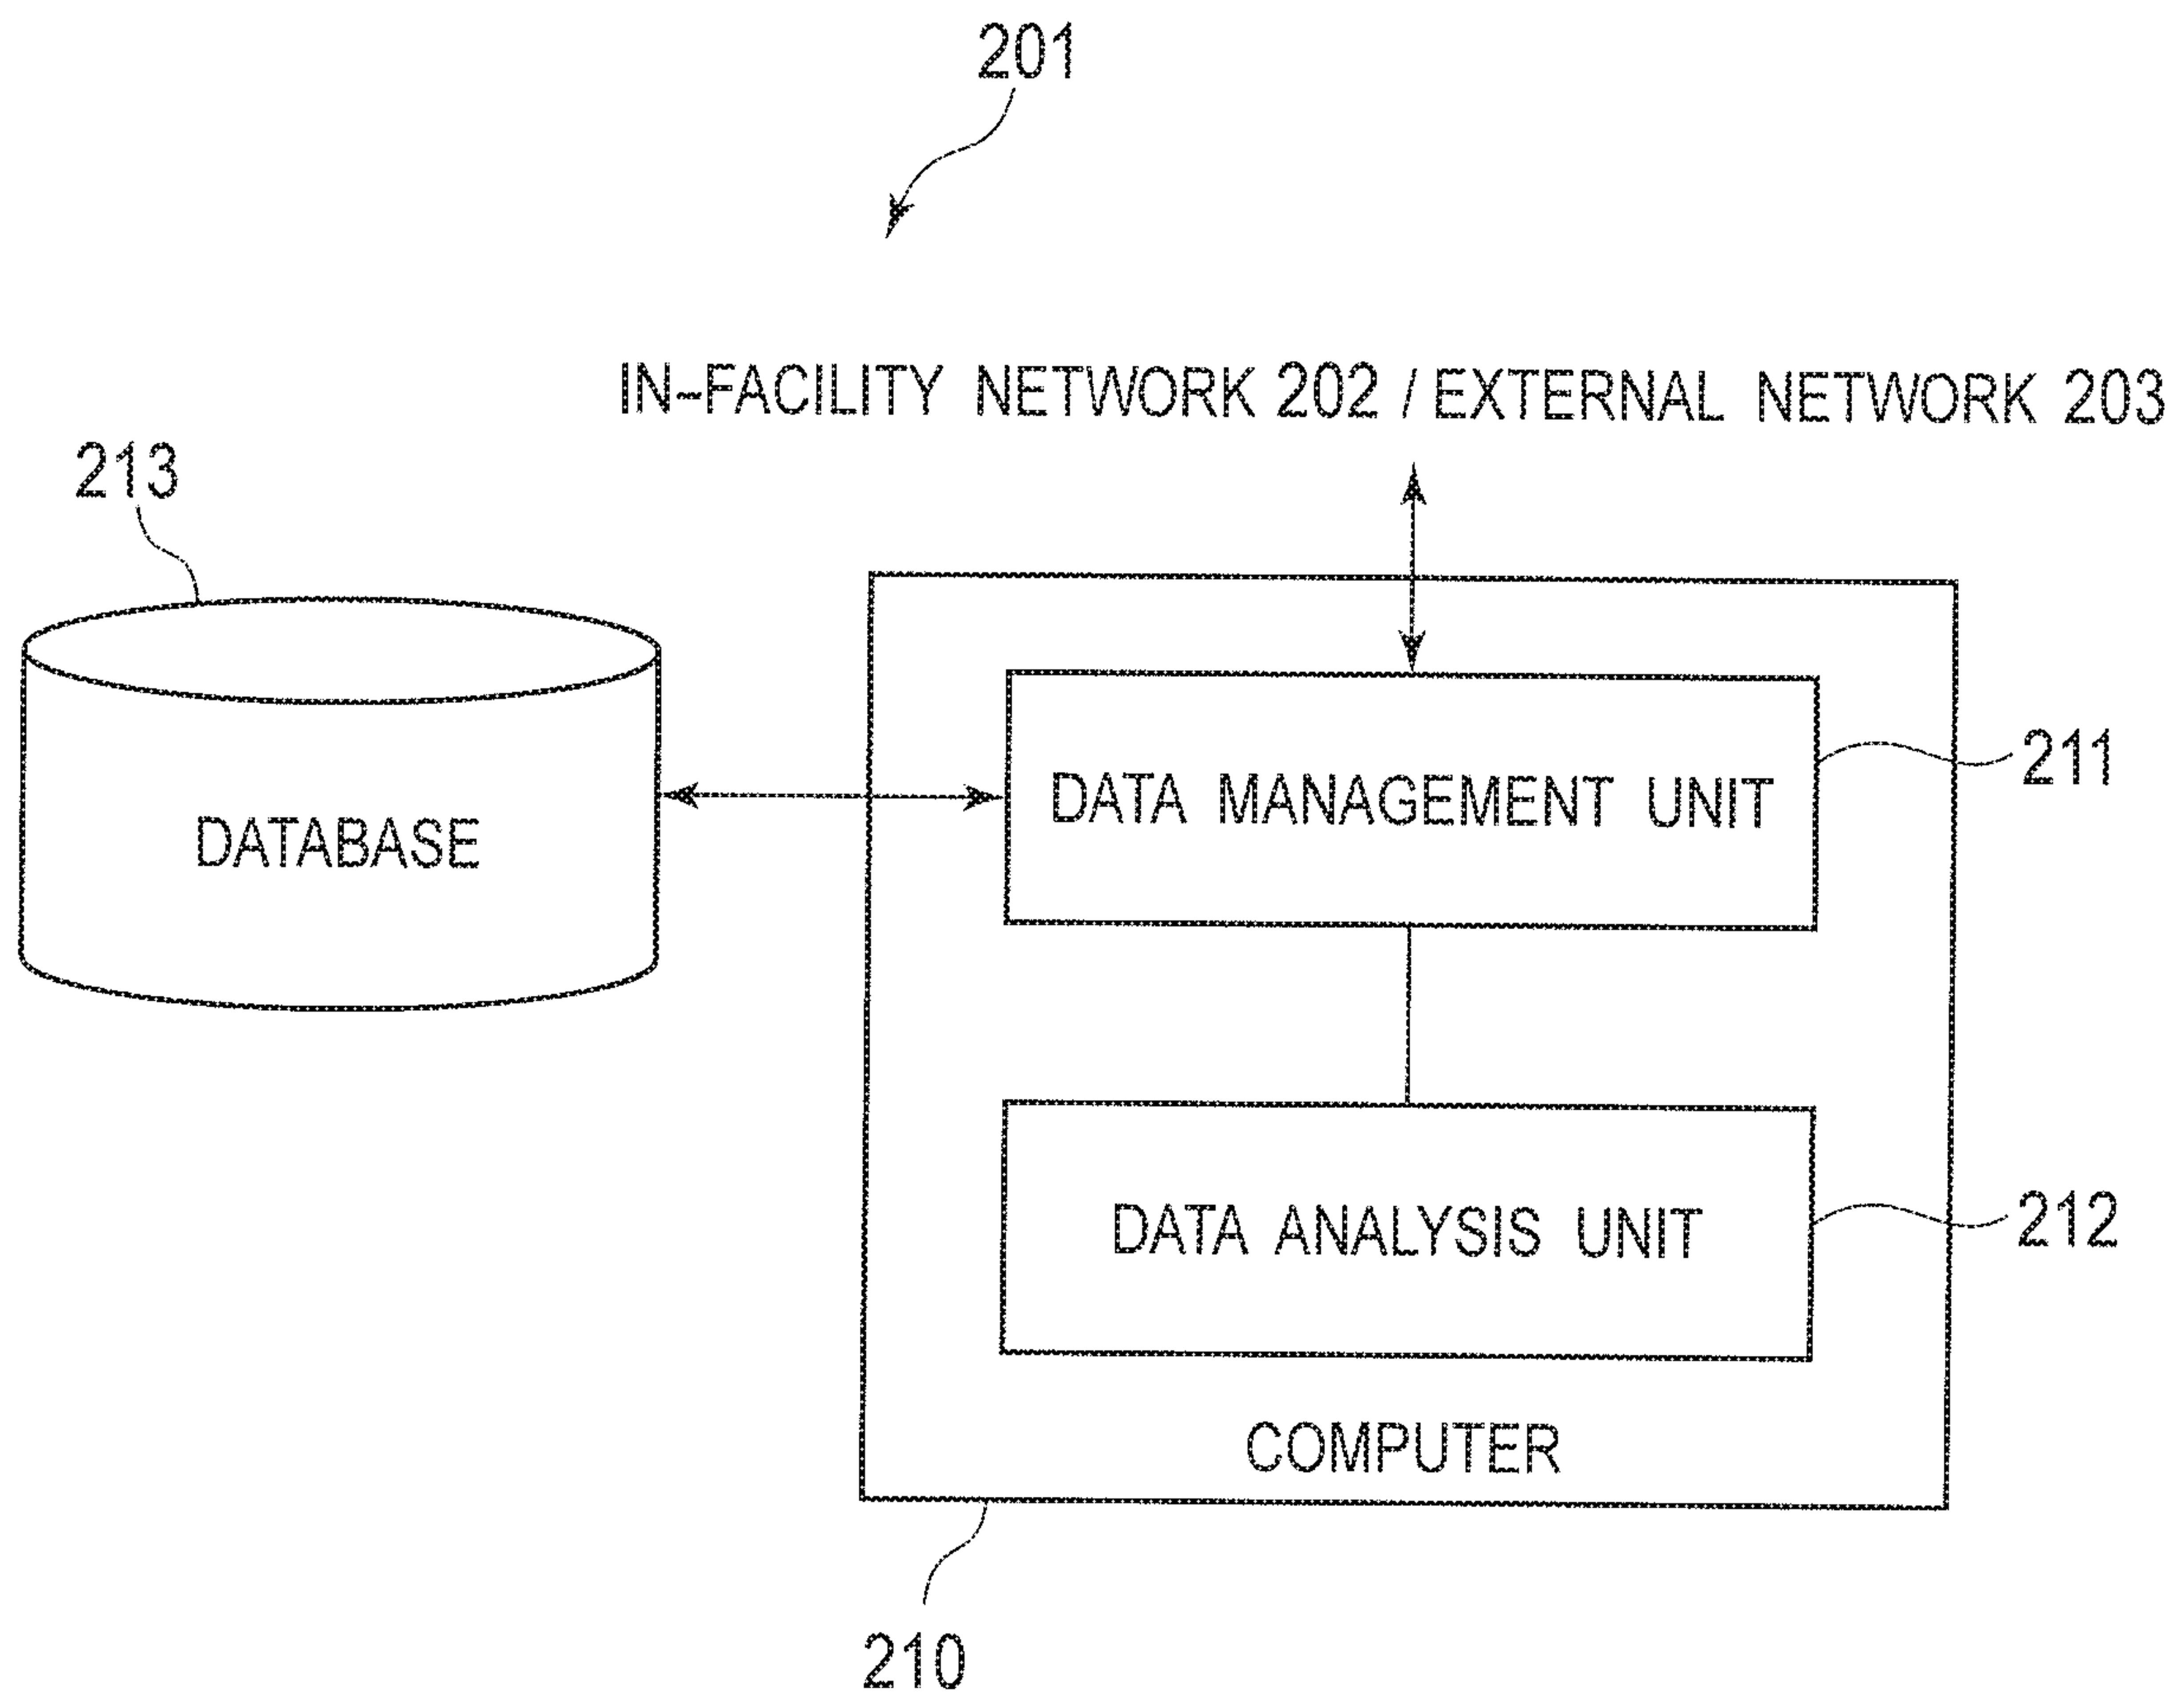 201
IN-FACILITY NETWORK 202 / EXTERNAL NETWORK 203
213
DATABASE
DATA MANAGEMENT UNIT
211
DATA ANALYSIS UNIT
212
COMPUTER
210